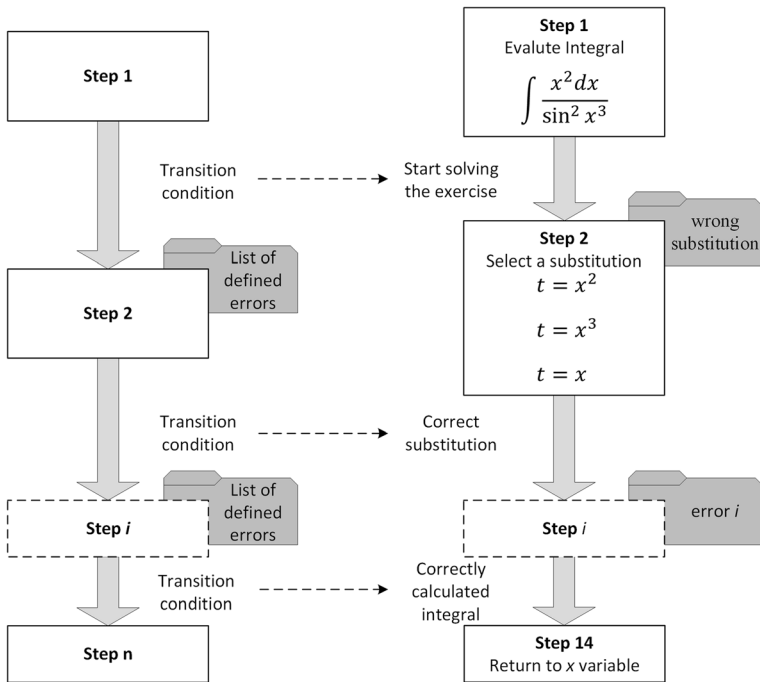 Step 1
Transition
condition
List of
defined
errors
Step 2
Transition
condition
List of
defined
errors
Step i
Transition
condition
Step n
Step 1
Evalute Integral
∫ x² dx / sin² x³
Start solving
the exercise
wrong
substitution
Step 2
Select a substitution
t = x²
t = x³
t = x
Correct
substitution
error i
Step i
Correctly
calculated
integral
Step 14
Return to x variable